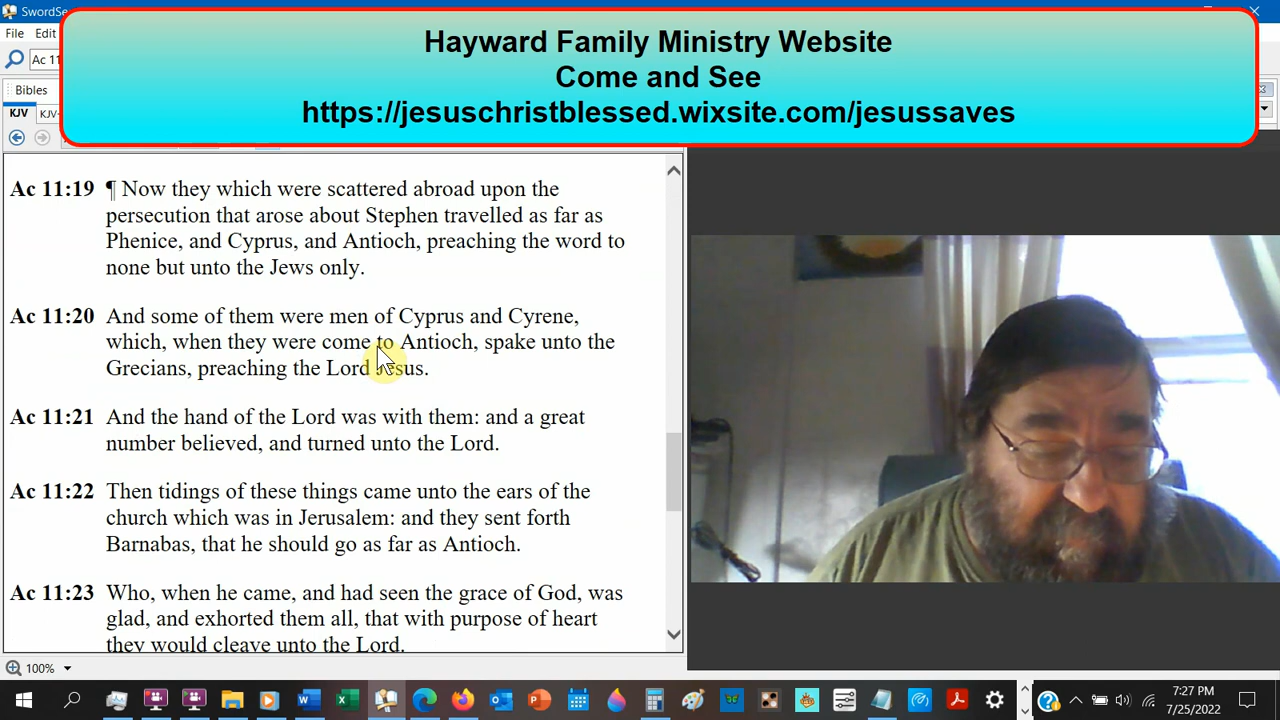 SwordSe
File Edit
Hayward Family Ministry Website
Come and See
https://jesuschristblessed.wixsite.com/jesussaves
Ac 11
Bibles
KJV KJV
Ac 11:19 ¶ Now they which were scattered abroad upon the
persecution that arose about Stephen travelled as far as
Phenice, and Cyprus, and Antioch, preaching the word to
none but unto the Jews only.
Ac 11:20 And some of them were men of Cyprus and Cyrene,
which, when they were come to Antioch, spake unto the
Grecians, preaching the Lord Jesus.
Ac 11:21 And the hand of the Lord was with them: and a great
number believed, and turned unto the Lord.
Ac 11:22 Then tidings of these things came unto the ears of the
church which was in Jerusalem: and they sent forth
Barnabas, that he should go as far as Antioch.
Ac 11:23 Who, when he came, and had seen the grace of God, was
glad, and exhorted them all, that with purpose of heart
they would cleave unto the Lord.
100%
7:27 PM
7/25/2022